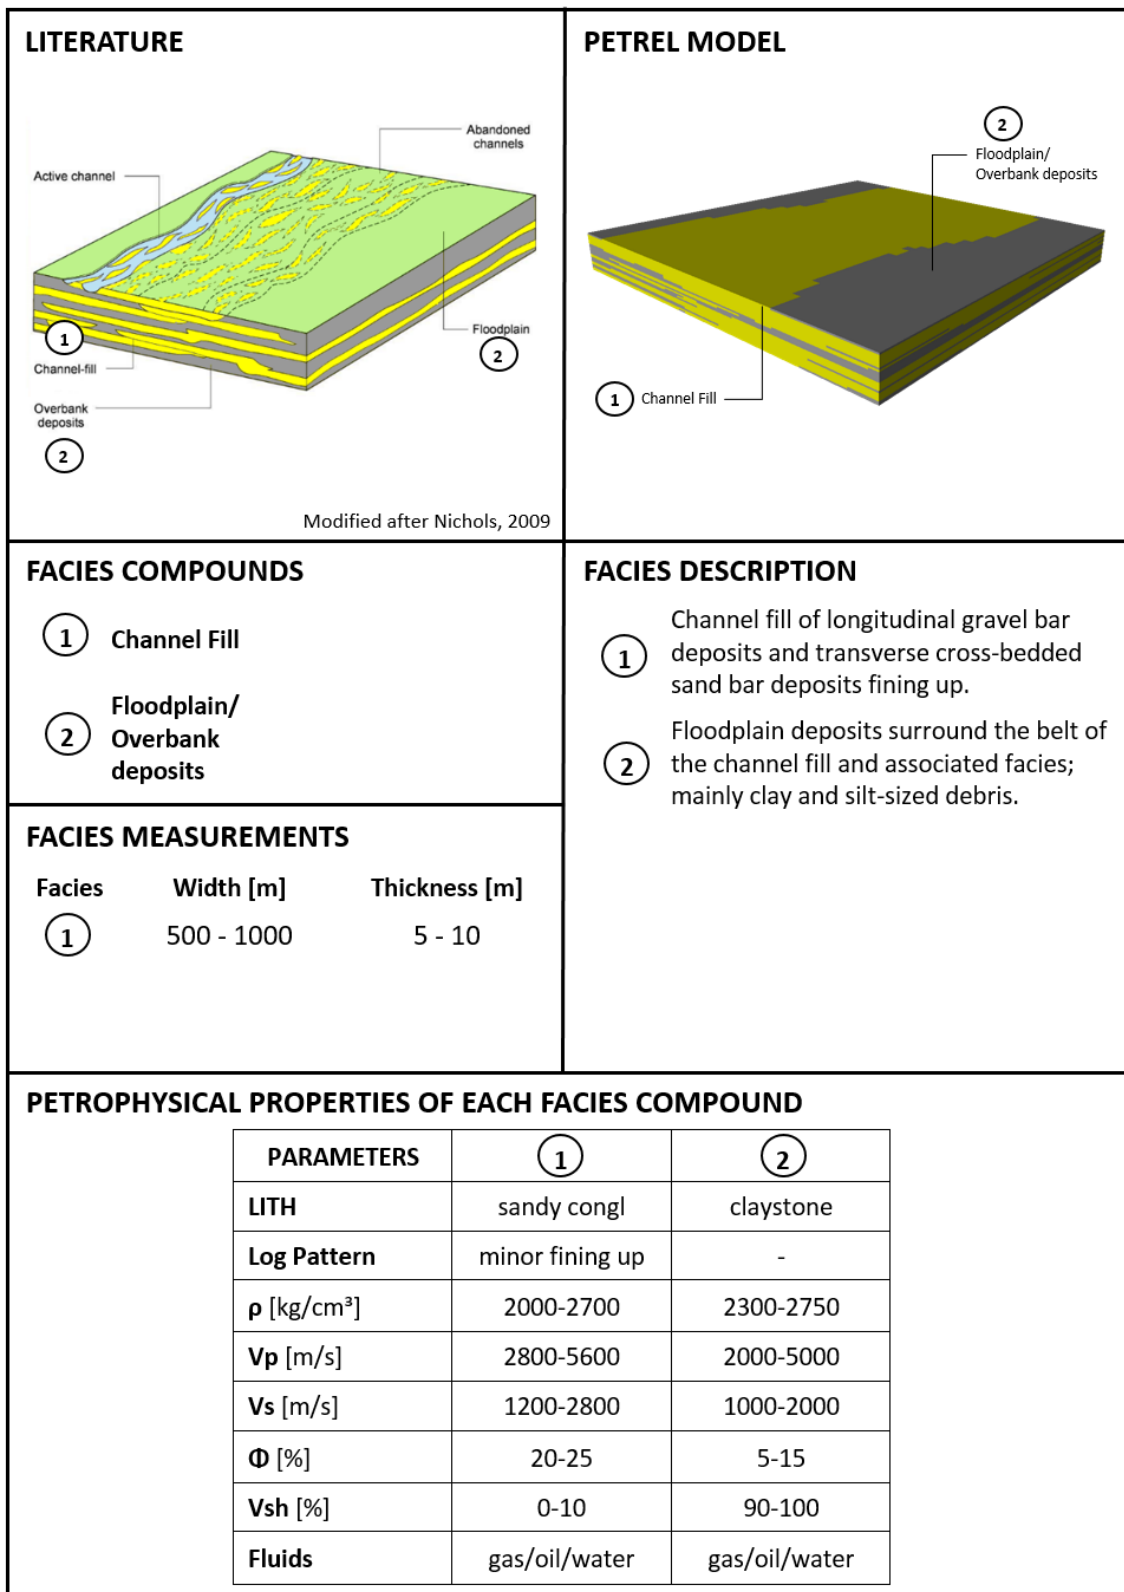 LITERATURE
Abandoned
channels
Active channel
1
Channel-fill
Floodplain
2
Overbank
deposits
2
Modified after Nichols, 2009
PETREL MODEL
2
Floodplain/
Overbank deposits
1 Channel Fill
FACIES COMPOUNDS
1 Channel Fill
2 Floodplain/
Overbank
deposits
FACIES DESCRIPTION
1 Channel fill of longitudinal gravel bar
deposits and transverse cross-bedded
sand bar deposits fining up.
2 Floodplain deposits surround the belt of
the channel fill and associated facies;
mainly clay and silt-sized debris.
FACIES MEASUREMENTS
Facies Width [m] Thickness [m]
1 500 - 1000 5 - 10
PETROPHYSICAL PROPERTIES OF EACH FACIES COMPOUND
PARAMETERS 1 2
LITH sandy congl claystone
Log Pattern minor fining up -
ρ [kg/cm³] 2000-2700 2300-2750
Vp [m/s] 2800-5600 2000-5000
Vs [m/s] 1200-2800 1000-2000
Φ [%] 20-25 5-15
Vsh [%] 0-10 90-100
Fluids gas/oil/water gas/oil/water